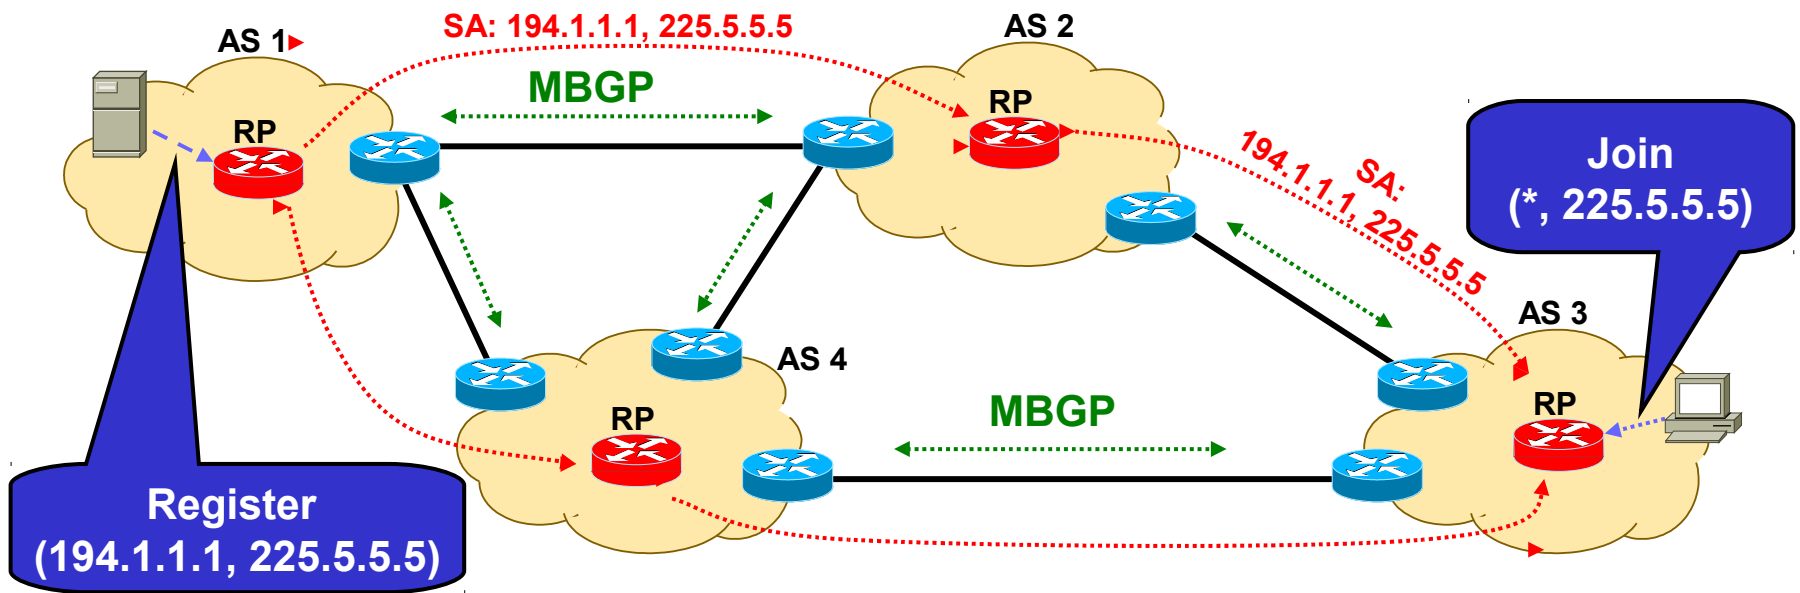 SA: 194.1.1.1, 225.5.5.5
AS 1
AS 2
MBGP
RP
RP
SA:
194.1.1.1, 225.5.5.5
Join
(*, 225.5.5.5)
AS 3
AS 4
RP
RP
MBGP
Register
(194.1.1.1, 225.5.5.5)